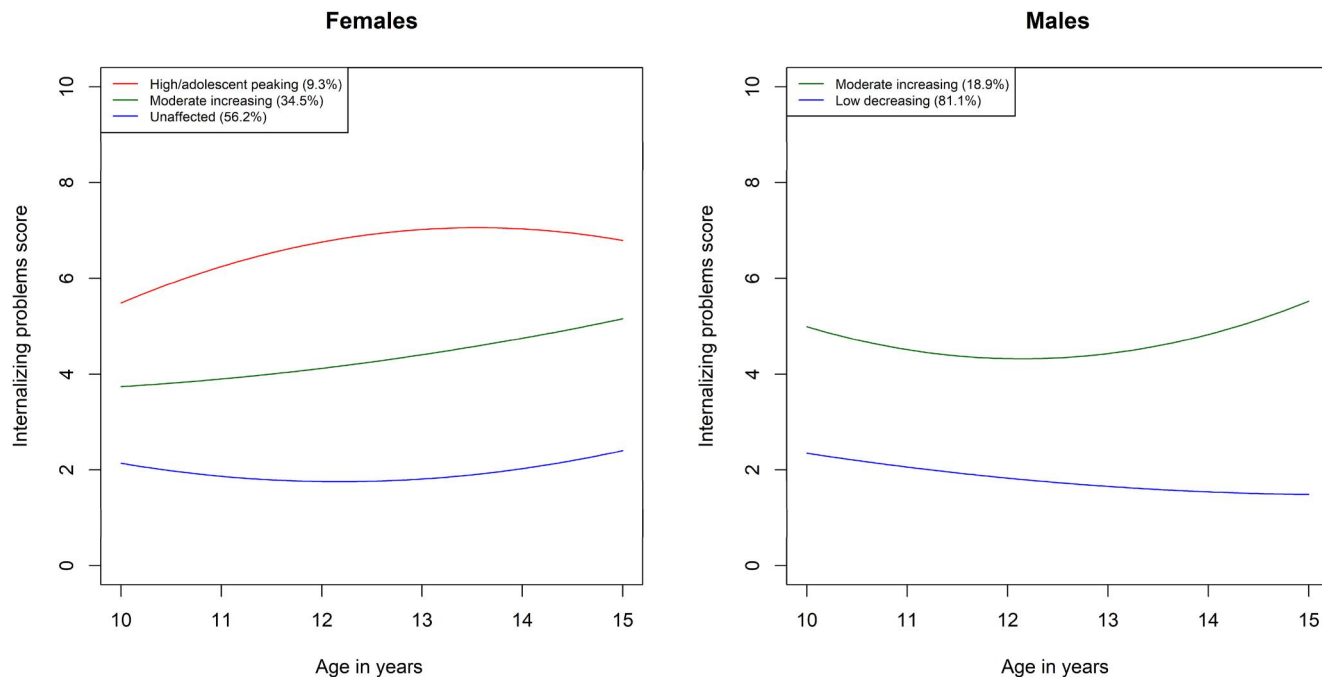 Females
High/adolescent peaking (9.3%)
Moderate increasing (34.5%)
Unaffected (56.2%)
Internalizing problems score
10
8
6
4
2
0
10 11 12 13 14 15
Age in years
Males
Moderate increasing (18.9%)
Low decreasing (81.1%)
Internalizing problems score
10
8
6
4
2
0
10 11 12 13 14 15
Age in years